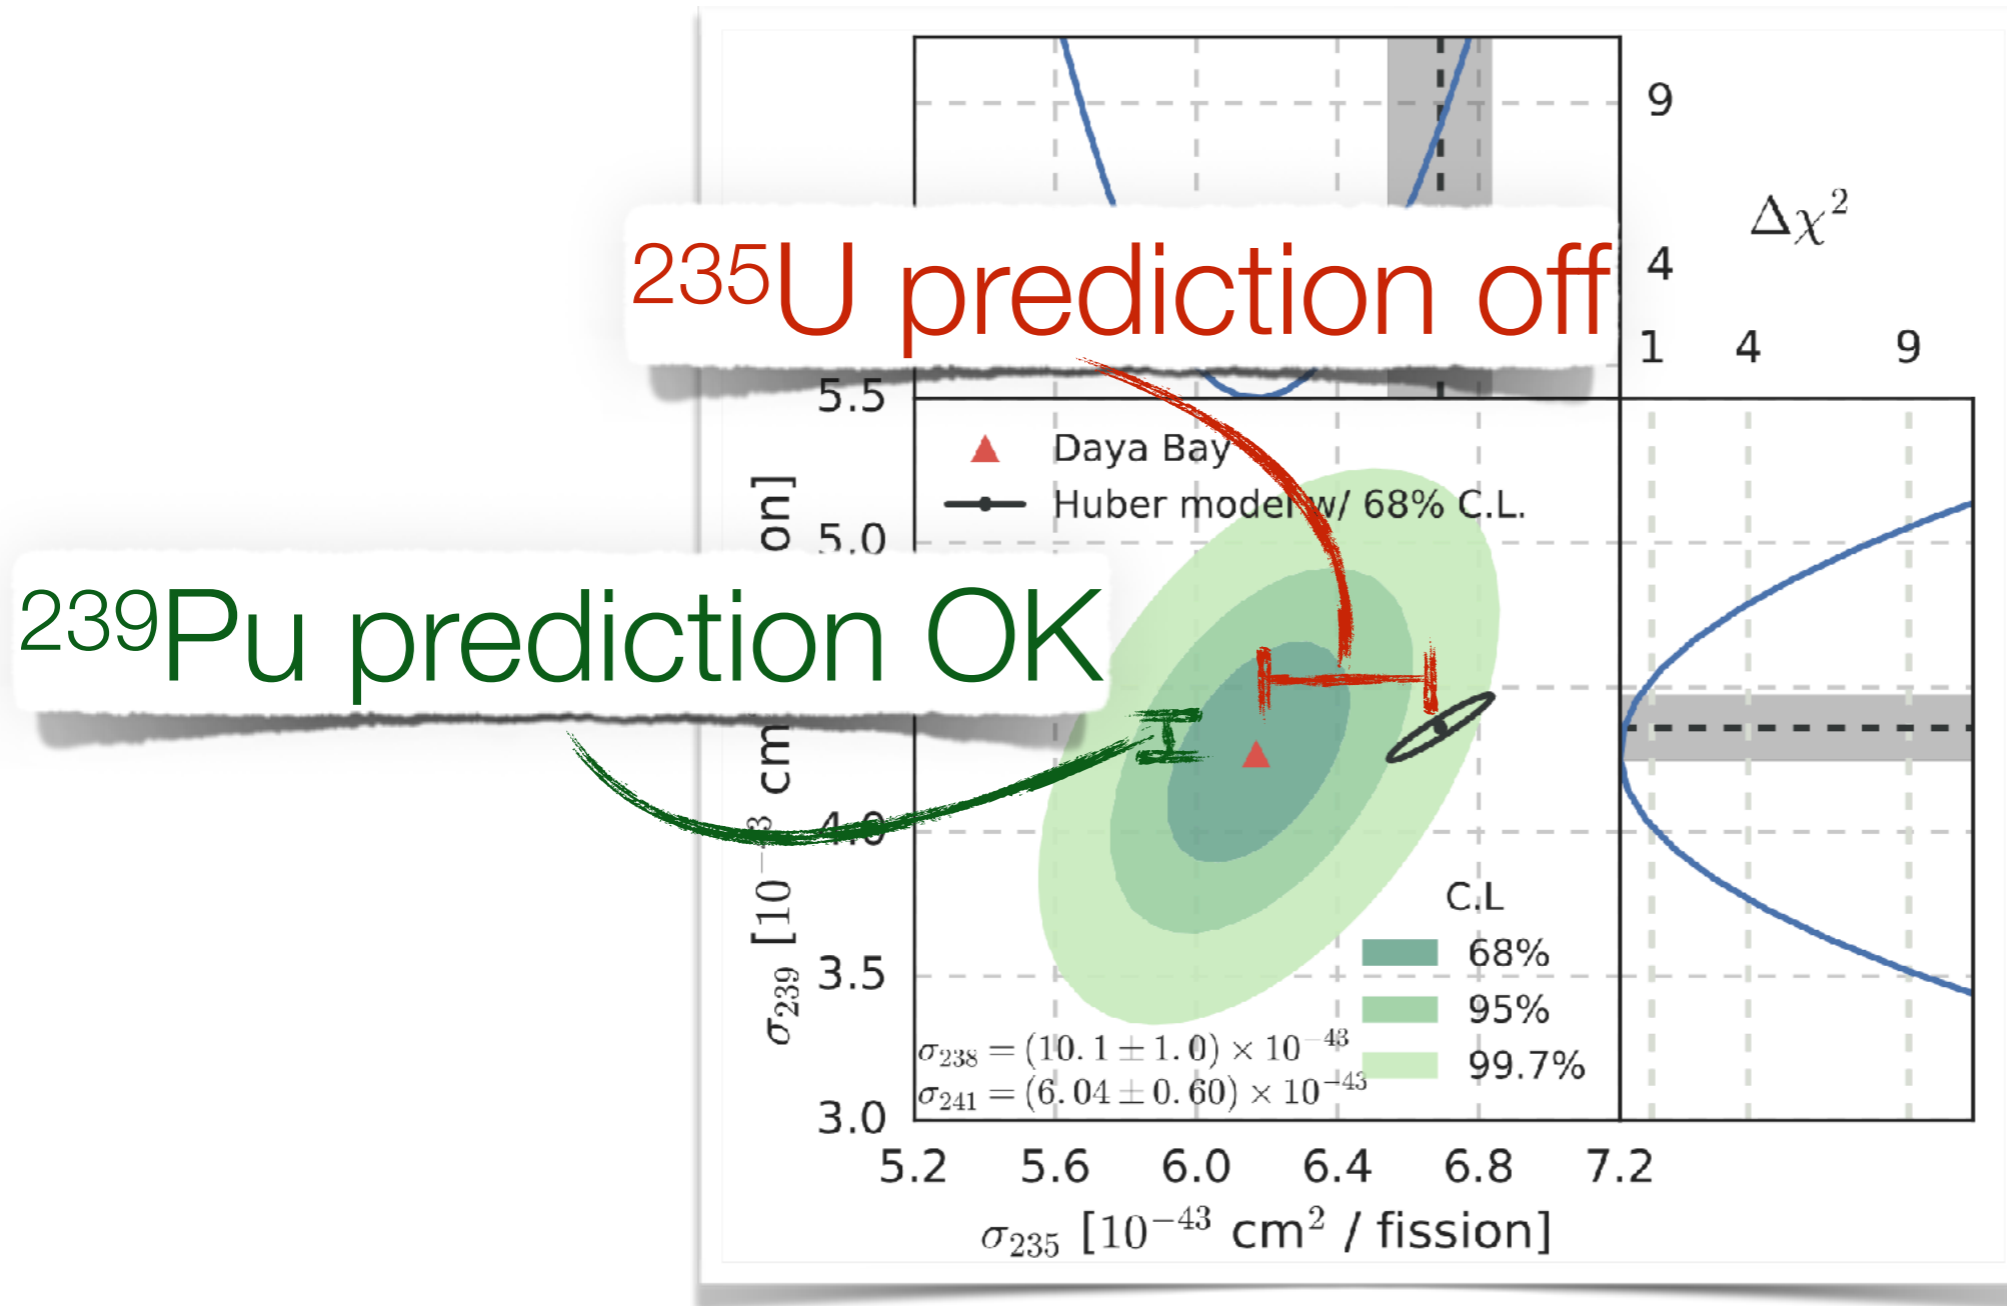 9
Δχ²
²³⁵U prediction off
4
1 4 9
5.5
Daya Bay
Huber model w/ 68% C.L.
5.0
²³⁹Pu prediction OK
4.0
3.5
3.0
σ₂₃₉ [10⁻ ³ cm on]
C.L
68%
95%
99.7%
σ₂₃₈ = (10.1 ± 1.0) × 10⁻⁴³
σ₂₄₁ = (6.04 ± 0.60) × 10⁻⁴³
5.2 5.6 6.0 6.4 6.8 7.2
σ₂₃₅ [10⁻⁴³ cm² / fission]